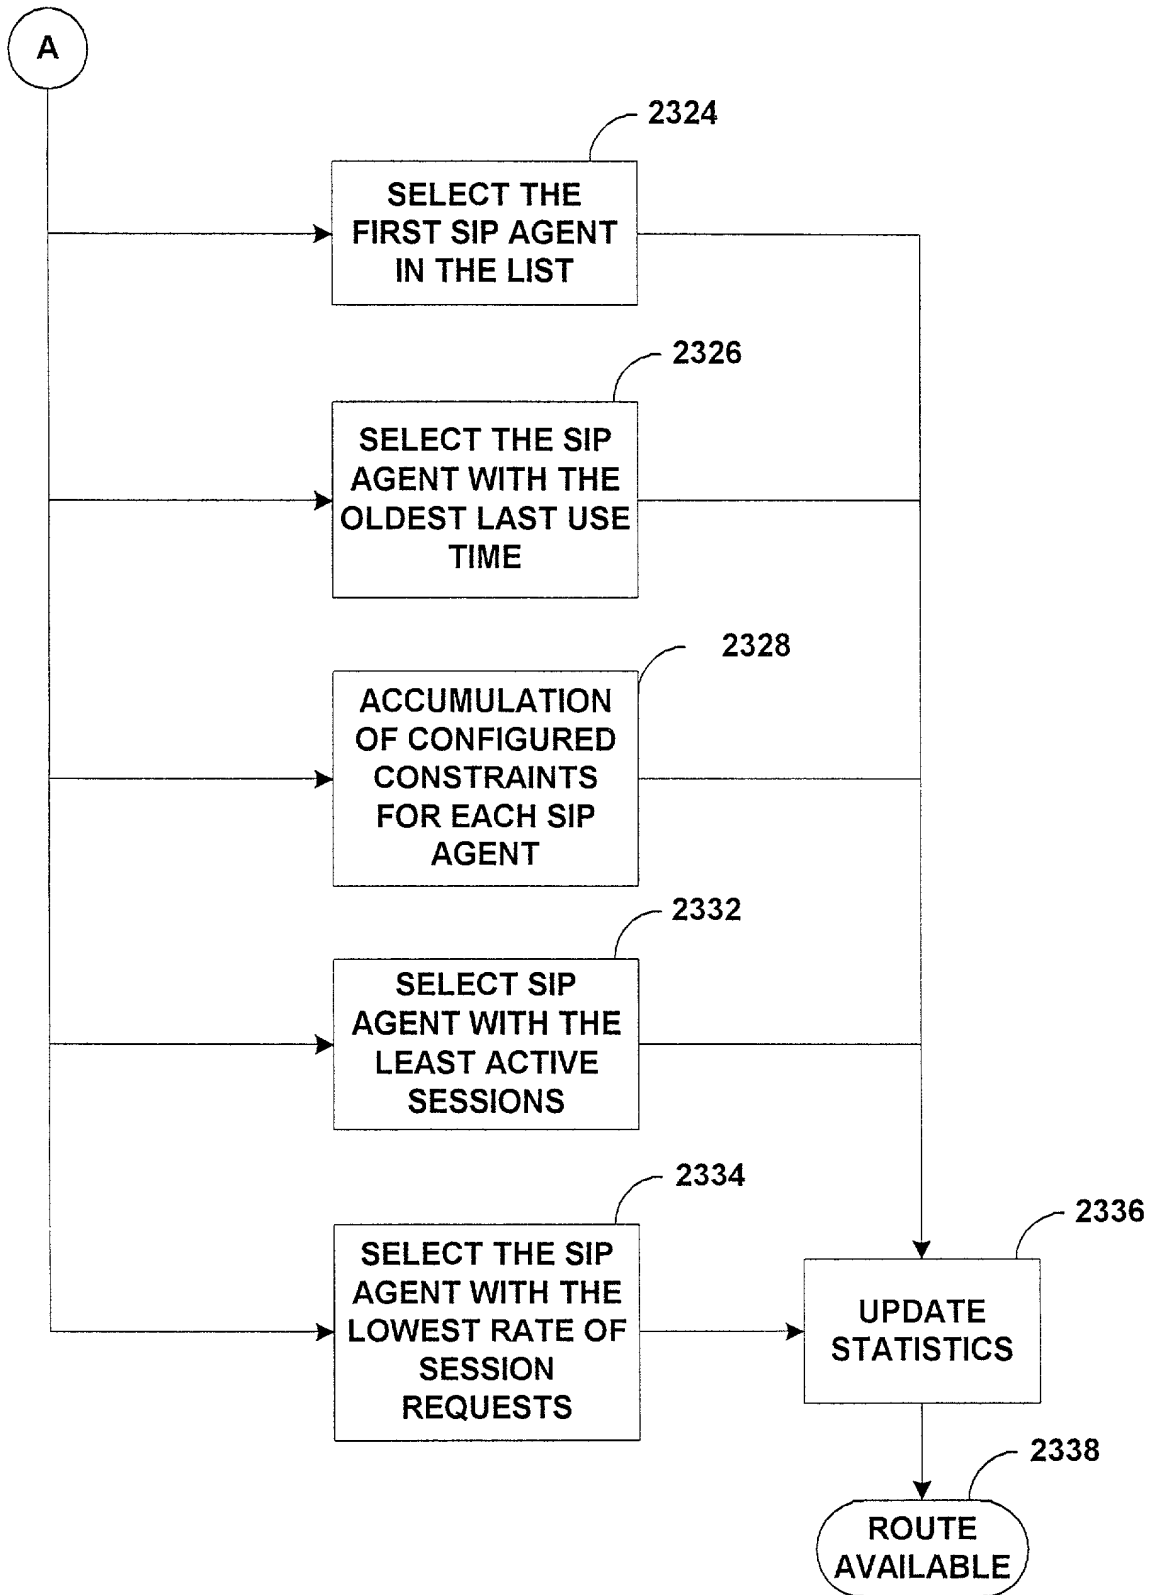 A
2324
SELECT THE
FIRST SIP AGENT
IN THE LIST
2326
SELECT THE SIP
AGENT WITH THE
OLDEST LAST USE
TIME
2328
ACCUMULATION
OF CONFIGURED
CONSTRAINTS
FOR EACH SIP
AGENT
2332
SELECT SIP
AGENT WITH THE
LEAST ACTIVE
SESSIONS
2334
SELECT THE SIP
AGENT WITH THE
LOWEST RATE OF
SESSION
REQUESTS
2336
UPDATE
STATISTICS
2338
ROUTE
AVAILABLE